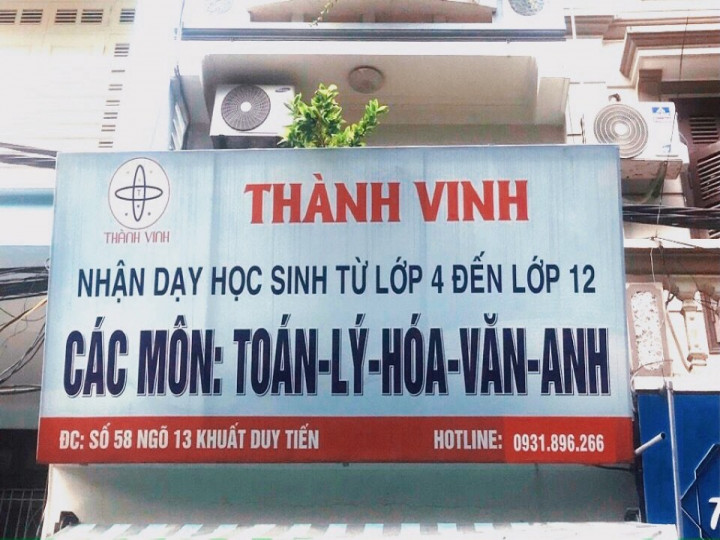 THÀNH VINH
THÀNH VINH
NHẬN DẠY HỌC SINH TỪ LỚP 4 ĐẾN LỚP 12
CÁC MÔN: TOÁN-LÝ-HÓA-VĂN-ANH
ĐC: SỐ 58 NGÕ 13 KHUẤT DUY TIẾN HOTLINE: 0931.896.266